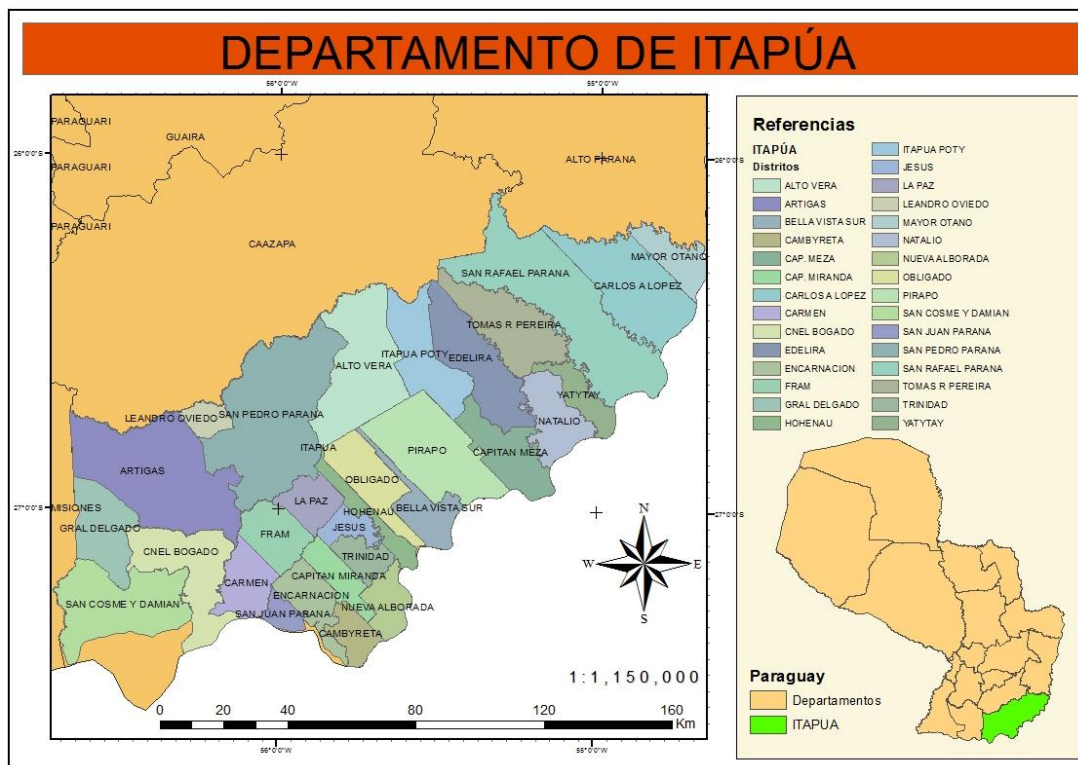 DEPARTAMENTO DE ITAPÚA
56°0'0"W
55°0'0"W
PARAGUARI
GUAIRA
ALTO PARANA
26°0'0"S
26°0'0"S
PARAGUARI
PARAGUARI
CAAZAPA
MAYOR OTANO
SAN RAFAEL PARANA
CARLOS A LOPEZ
TOMAS R PEREIRA
ITAPUA POTY
EDELIRA
ALTO VERA
YATYTAY
LEANDRO OVIEDO
SAN PEDRO PARANA
NATALIO
ITAPUA
PIRAPO
CAPITAN MEZA
ARTIGAS
OBLIGADO
LA PAZ
BELLA VISTA SUR
MISIONES
27°0'0"S
27°0'0"S
HOHENAU
GRAL DELGADO
JESUS
FRAM
CNEL BOGADO
TRINIDAD
CAPITAN MIRANDA
CARMEN
ENCARNACION
SAN COSME Y DAMIAN
NUEVA ALBORADA
SAN JUAN PARANA
CAMBYRETA
N
W
E
S
1:1,150,000
0 20 40 80 120 160
Km
56°0'0"W
55°0'0"W
Referencias
ITAPÚA
Distritos
ALTO VERA
ARTIGAS
BELLA VISTA SUR
CAMBYRETA
CAP. MEZA
CAP. MIRANDA
CARLOS A LOPEZ
CARMEN
CNEL BOGADO
EDELIRA
ENCARNACION
FRAM
GRAL DELGADO
HOHENAU
ITAPUA POTY
JESUS
LA PAZ
LEANDRO OVIEDO
MAYOR OTANO
NATALIO
NUEVA ALBORADA
OBLIGADO
PIRAPO
SAN COSME Y DAMIAN
SAN JUAN PARANA
SAN PEDRO PARANA
SAN RAFAEL PARANA
TOMAS R PEREIRA
TRINIDAD
YATYTAY
Paraguay
Departamentos
ITAPUA